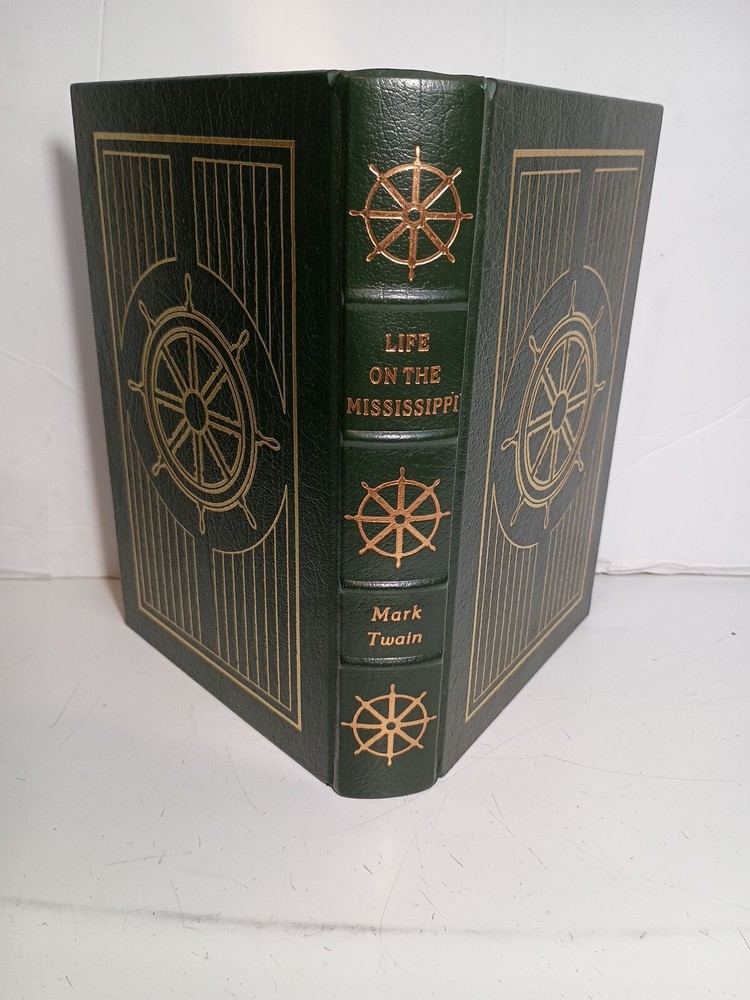 LIFE
ON THE
MISSISSIPPI
Mark
Twain